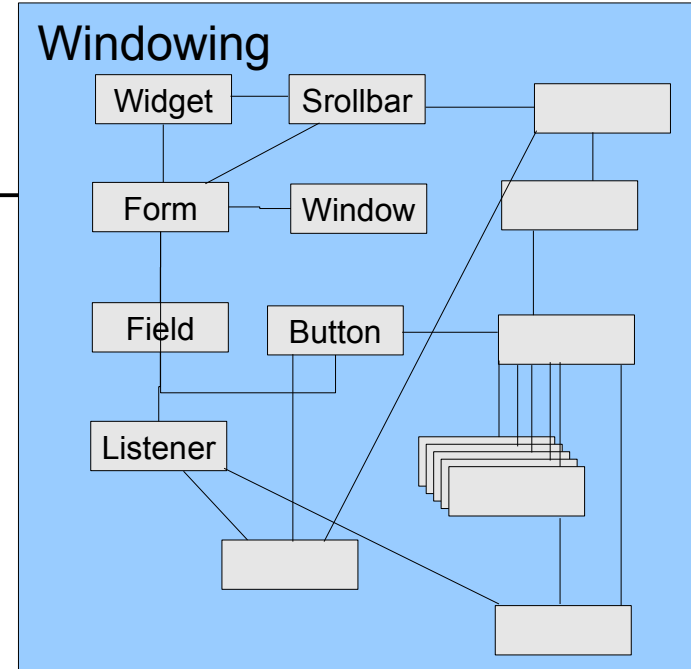 Windowing
Widget
Srollbar
Form
Window
Field
Button
Listener